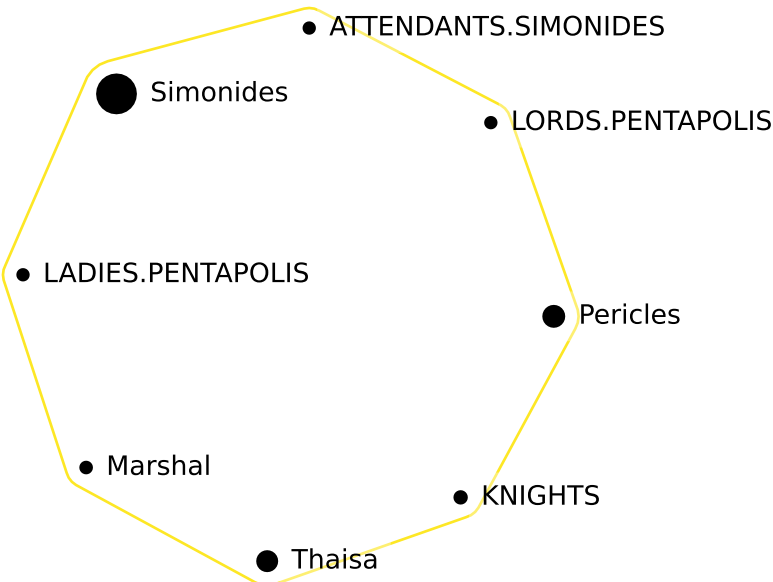 ATTENDANTS.SIMONIDES
Simonides
LORDS.PENTAPOLIS
LADIES.PENTAPOLIS
Pericles
Marshal
KNIGHTS
Thaisa